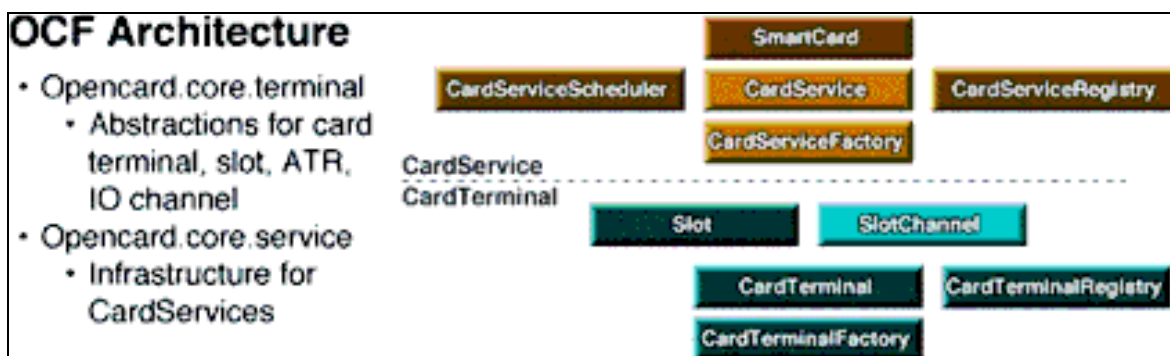 OCF Architecture
• Opencard.core.terminal
• Abstractions for card
terminal, slot, ATR,
IO channel
• Opencard.core.service
• Infrastructure for
CardServices
SmartCard
CardServiceScheduler
CardService
CardServiceRegistry
CardServiceFactory
CardService
CardTerminal
Slot
SlotChannel
CardTerminal
CardTerminalRegistry
CardTerminalFactory